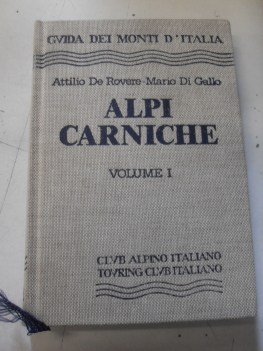 GVIDA DEI MONTI D'ITALIA
Attilio De Rovere-Mario Di Gallo
ALPI
CARNICHE
VOLUME I
CLVB ALPINO ITALIANO
TOVRING CLVB ITALIANO